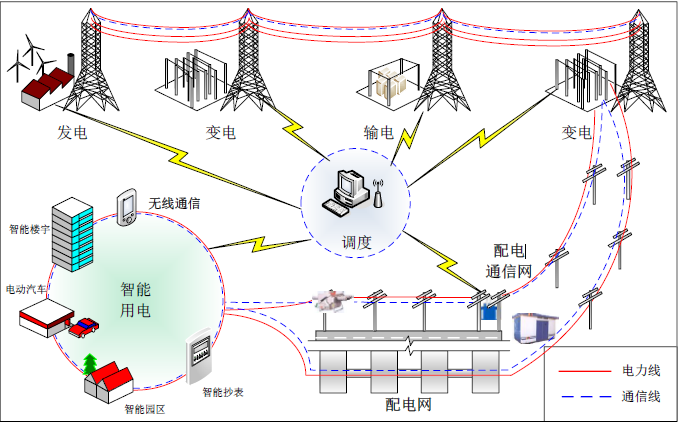 发电
变电
输电
变电
无线通信
智能楼宇
调度
配电
通信网
电动汽车
智能
用电
智能园区
智能抄表
配电网
电力线
通信线